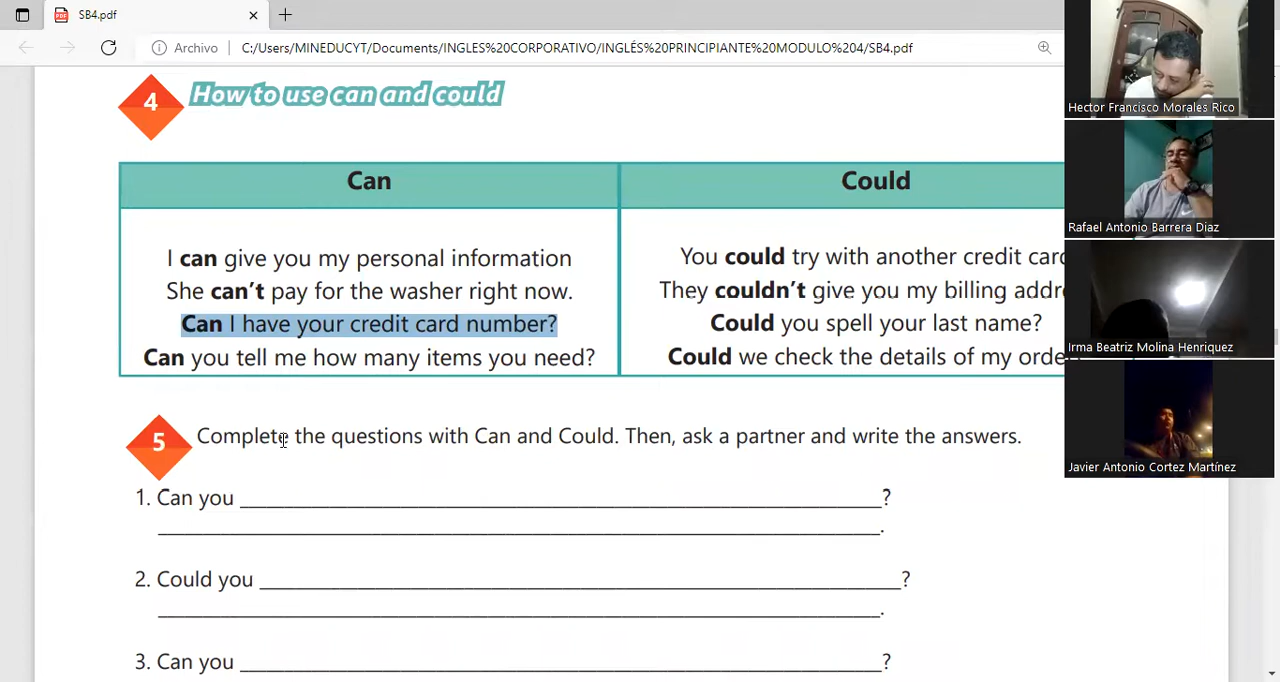 SB4.pdf
Archivo
C:/Users/MINEDUCYT/Documents/INGLES%20CORPORATIVO/INGLÉS%20PRINCIPIANTE%20MODULO%204/SB4.pdf
4 How to use can and could
Can
I can give you my personal information
She can't pay for the washer right now.
Can I have your credit card number?
Can you tell me how many items you need?
Could
You could try with another credit card
They couldn't give you my billing addre
Could you spell your last name?
Could we check the details of my order
5 Complete the questions with Can and Could. Then, ask a partner and write the answers.
1. Can you ?
.
2. Could you ?
.
3. Can you ?
Hector Francisco Morales Rico
Rafael Antonio Barrera Diaz
Irma Beatriz Molina Henriquez
Javier Antonio Cortez Martínez